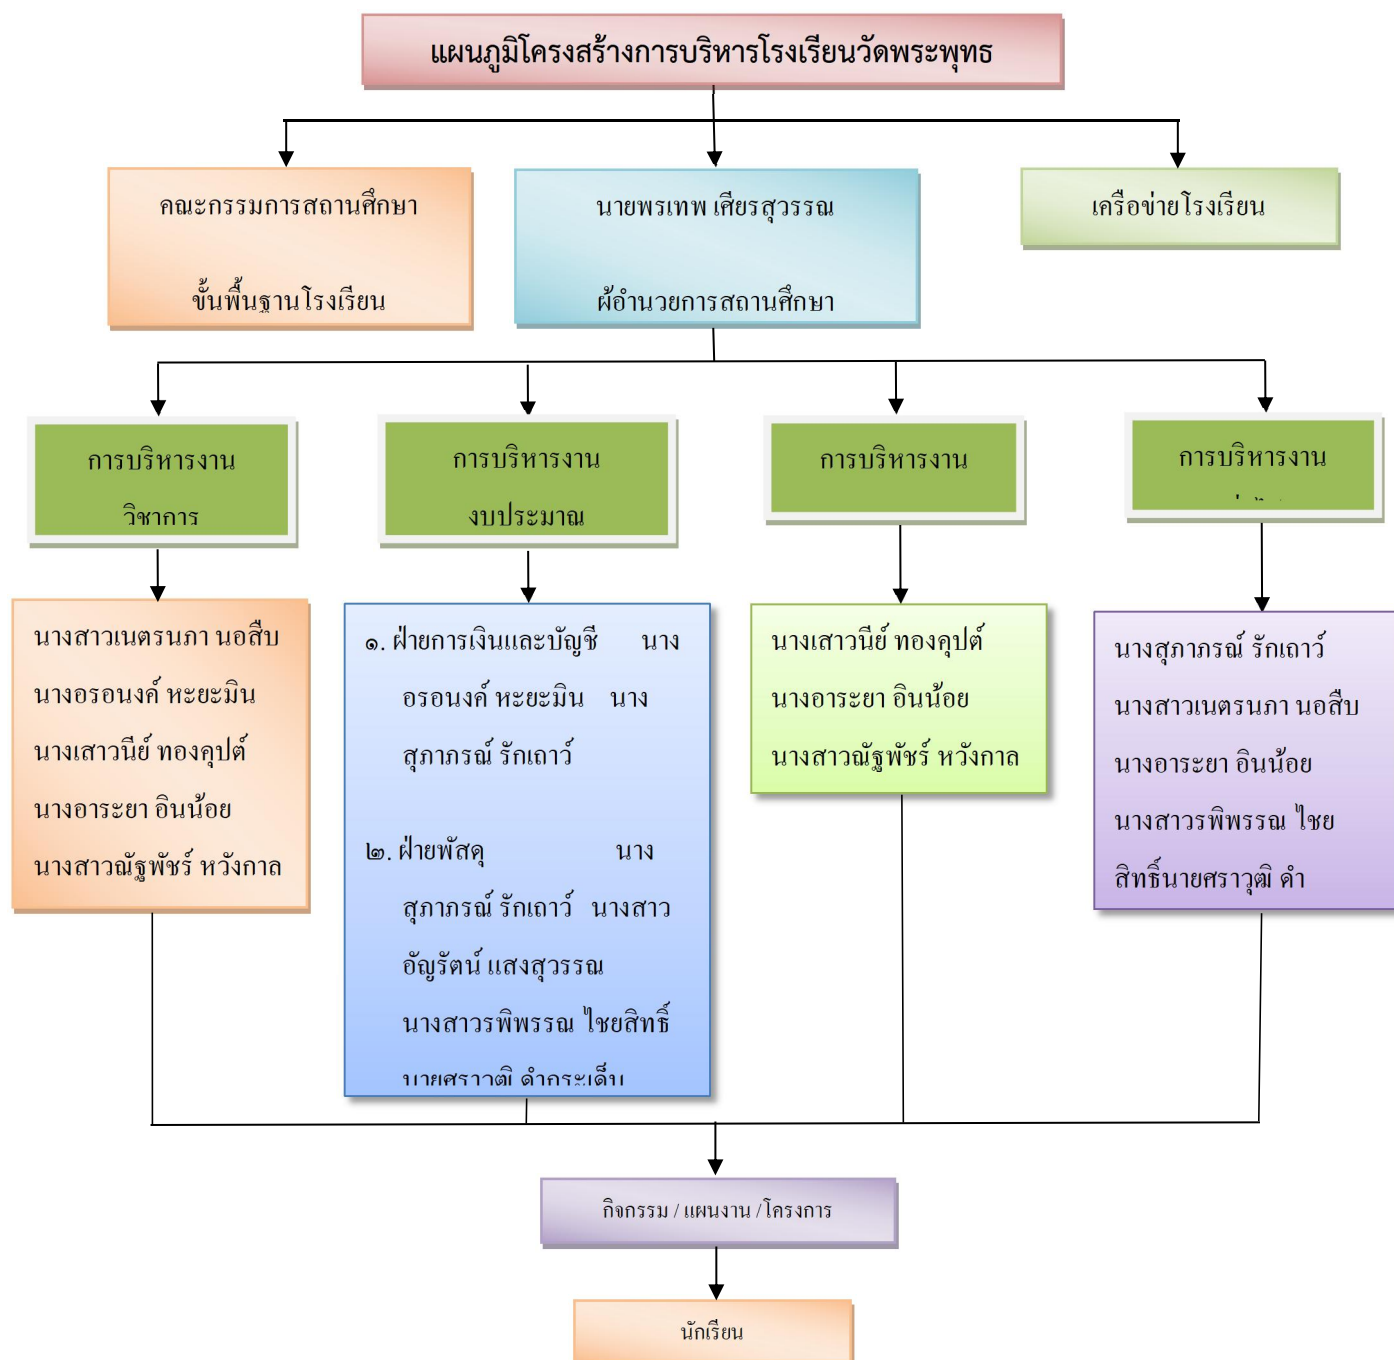 แผนภูมิโครงสร้างการบริหารโรงเรียนวัดพระพุทธ
คณะกรรมการสถานศึกษา
ขั้นพื้นฐานโรงเรียน
นายพรเทพ เศียรสุวรรณ
ผู้อำนวยการสถานศึกษา
เครือข่ายโรงเรียน
การบริหารงาน
วิชาการ
การบริหารงาน
งบประมาณ
การบริหารงาน
การบริหารงาน
นางสาวเนตรนภา นอสืบ
นางอรอนงค์ หะยะมิน
นางเสาวนีย์ ทองคุปต์
นางอาระยา อินน้อย
นางสาวณัฐพัชร์ หวังกาล
๑. ฝ่ายการเงินและบัญชี นาง
อรอนงค์ หะยะมิน นาง
สุภาภรณ์ รักเถาว์
๒. ฝ่ายพัสดุ นาง
สุภาภรณ์ รักเถาว์ นางสาว
อัญรัตน์ แสงสุวรรณ
นางสาวรพิพรรณ ไชยสิทธิ์
นายศราวุฒิ ดำกระเด็น
นางเสาวนีย์ ทองคุปต์
นางอาระยา อินน้อย
นางสาวณัฐพัชร์ หวังกาล
นางสุภาภรณ์ รักเถาว์
นางสาวเนตรนภา นอสืบ
นางอาระยา อินน้อย
นางสาวรพิพรรณ ไชย
สิทธิ์นายศราวุฒิ ดำ
กิจกรรม / แผนงาน /โครงการ
นักเรียน